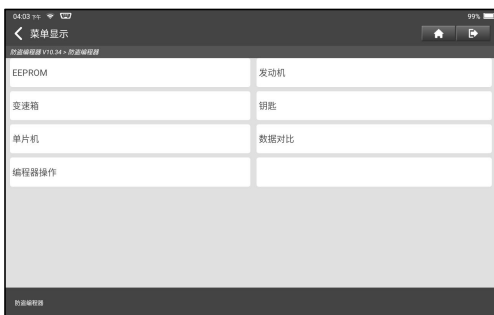 04:03 下午 99%
菜单显示
防盗编程器 V10.34 > 防盗编程器
EEPROM 发动机
变速箱 钥匙
单片机 数据对比
编程器操作
防盗编程器